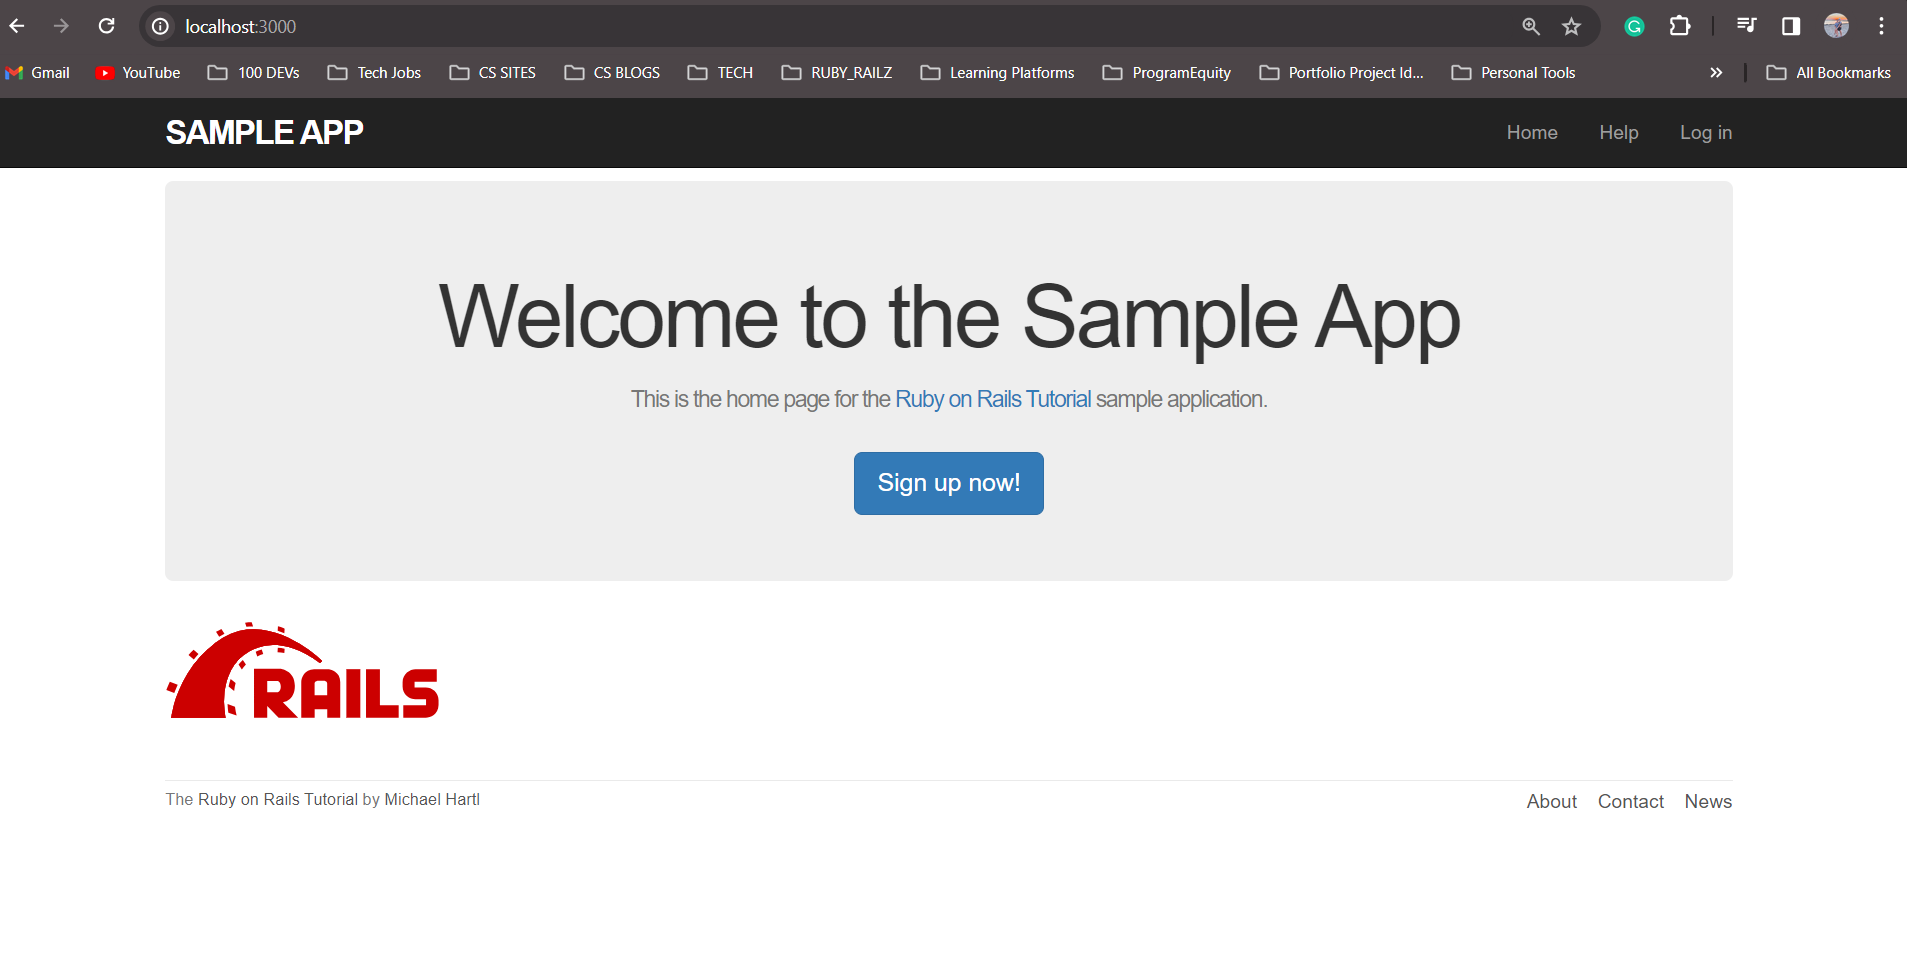 localhost:3000
Gmail YouTube 100 DEVs Tech Jobs CS SITES CS BLOGS TECH RUBY_RAILZ Learning Platforms ProgramEquity Portfolio Project Id... Personal Tools » All Bookmarks
SAMPLE APP Home Help Log in
Welcome to the Sample App
This is the home page for the Ruby on Rails Tutorial sample application.
Sign up now!
RAILS
The Ruby on Rails Tutorial by Michael Hartl About Contact News